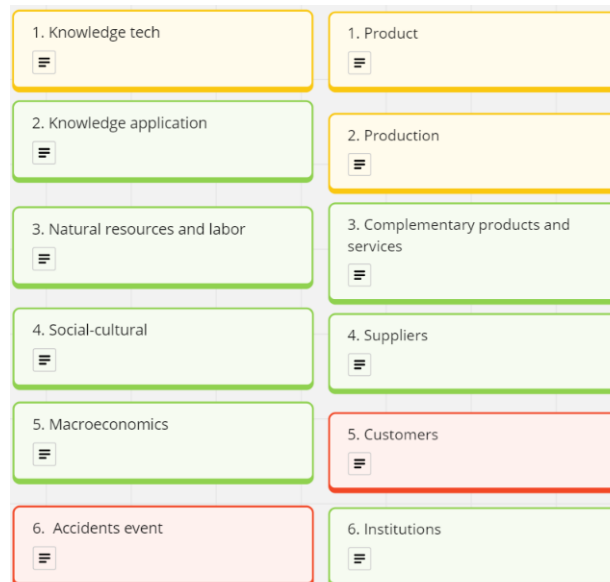 1. Knowledge tech
2. Knowledge application
3. Natural resources and labor
4. Social-cultural
5. Macroeconomics
6. Accidents event
1. Product
2. Production
3. Complementary products and
services
4. Suppliers
5. Customers
6. Institutions